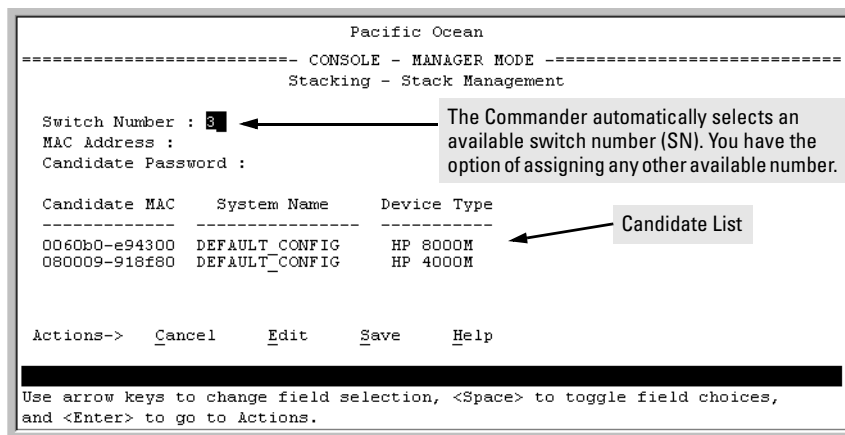 Pacific Ocean
==========================- CONSOLE - MANAGER MODE -============================
Stacking - Stack Management
Switch Number : 3
The Commander automatically selects an
available switch number (SN). You have the
option of assigning any other available number.
MAC Address :
Candidate Password :
Candidate MAC System Name Device Type
------------- ---------------- -----------
Candidate List
0060b0-e94300 DEFAULT_CONFIG HP 8000M
080009-918f80 DEFAULT_CONFIG HP 4000M
Actions-> Cancel Edit Save Help
Use arrow keys to change field selection, <Space> to toggle field choices,
and <Enter> to go to Actions.